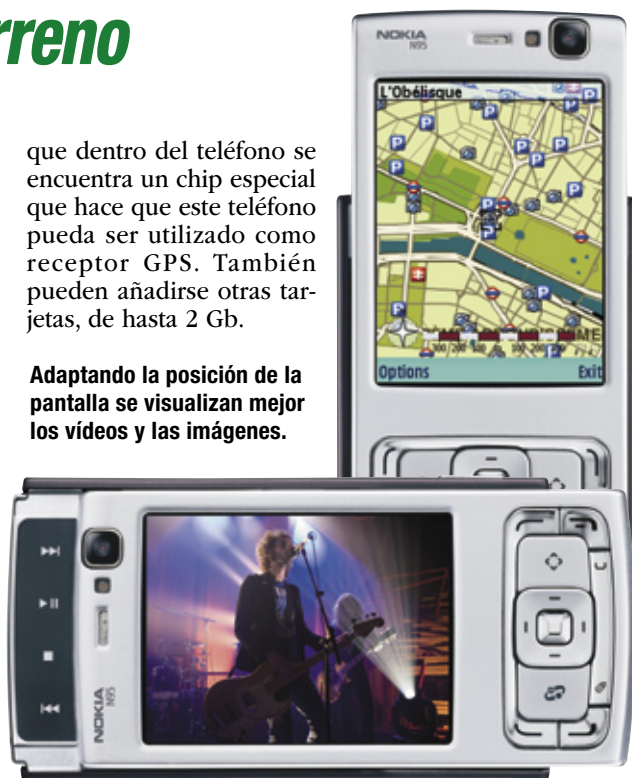 rreno
que dentro del teléfono se
encuentra un chip especial
que hace que este teléfono
pueda ser utilizado como
receptor GPS. También
pueden añadirse otras tar-
jetas, de hasta 2 Gb.
Adaptando la posición de la
pantalla se visualizan mejor
los vídeos y las imágenes.
NOKIA
N95
L'Obélisque
Options
Exit
NOKIA
N95